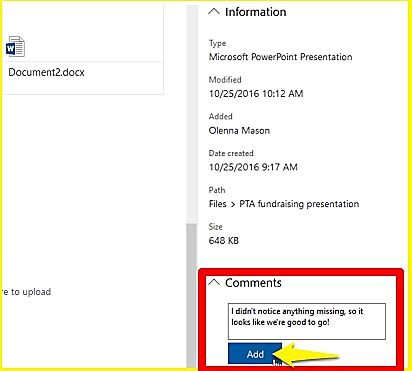 Document2.docx
re to upload
Information
Type
Microsoft PowerPoint Presentation
Modified
10/25/2016 10:12 AM
Added
Olenna Mason
Date created
10/25/2016 9:17 AM
Path
Files > PTA fundraising presentation
Size
648 KB
Comments
I didn't notice anything missing, so it
looks like we're good to go!
Add